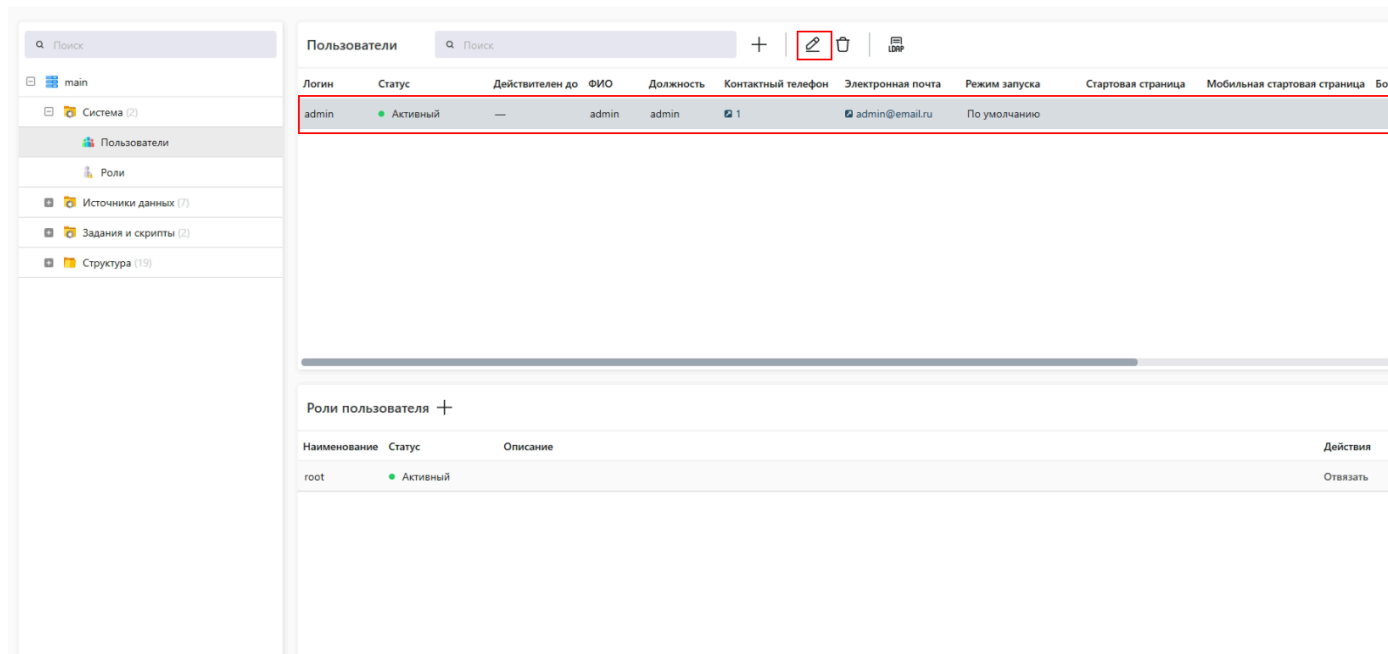 Поиск
main
Система (2)
Пользователи
Роли
Источники данных (7)
Задания и скрипты (2)
Структура (19)
Пользователи Поиск LDAP
Логин Статус Действителен до ФИО Должность Контактный телефон Электронная почта Режим запуска Стартовая страница Мобильная стартовая страница Бо
admin Активный — admin admin 1 admin@email.ru По умолчанию
Роли пользователя
Наименование Статус Описание Действия
root Активный Отвязать